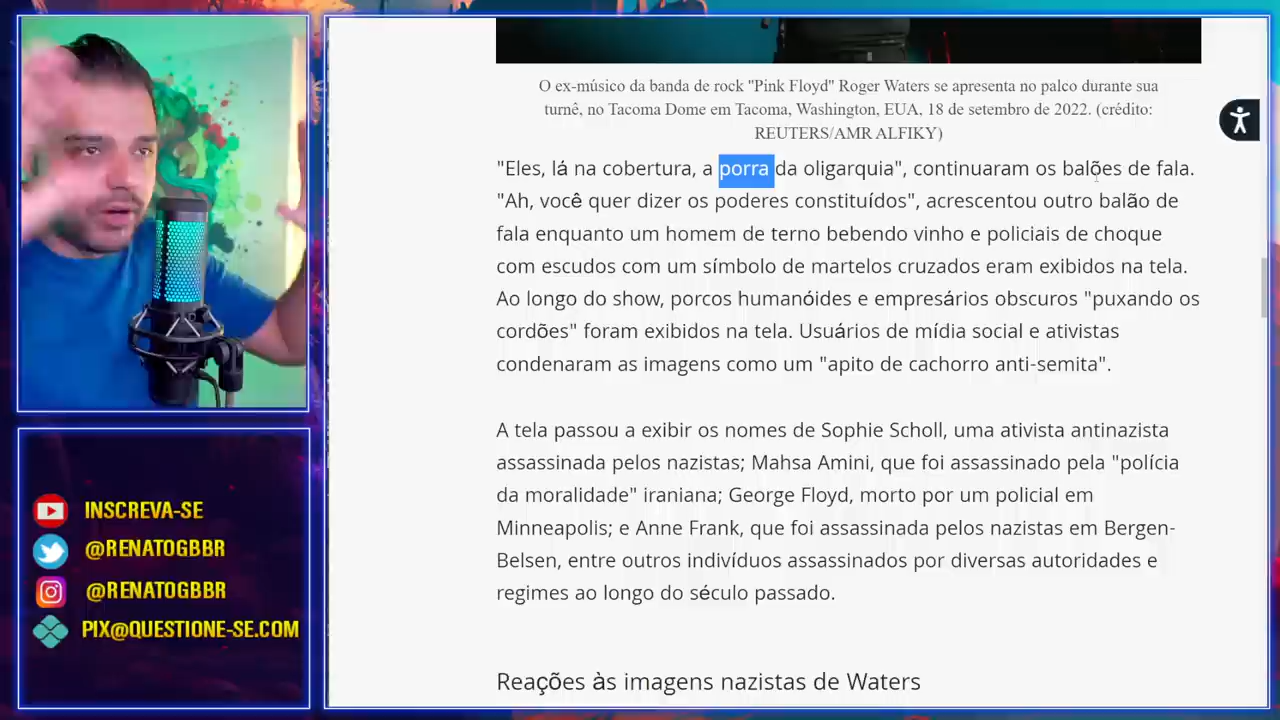 O ex-músico da banda de rock "Pink Floyd" Roger Waters se apresenta no palco durante sua
turnê, no Tacoma Dome em Tacoma, Washington, EUA, 18 de setembro de 2022. (crédito:
REUTERS/AMR ALFIKY)
"Eles, lá na cobertura, a porra da oligarquia", continuaram os balões de fala.
"Ah, você quer dizer os poderes constituídos", acrescentou outro balão de
fala enquanto um homem de terno bebendo vinho e policiais de choque
com escudos com um símbolo de martelos cruzados eram exibidos na tela.
Ao longo do show, porcos humanóides e empresários obscuros "puxando os
cordões" foram exibidos na tela. Usuários de mídia social e ativistas
condenaram as imagens como um "apito de cachorro anti-semita".
A tela passou a exibir os nomes de Sophie Scholl, uma ativista antinazista
assassinada pelos nazistas; Mahsa Amini, que foi assassinado pela "polícia
da moralidade" iraniana; George Floyd, morto por um policial em
Minneapolis; e Anne Frank, que foi assassinada pelos nazistas em Bergen-
Belsen, entre outros indivíduos assassinados por diversas autoridades e
regimes ao longo do século passado.
Reações às imagens nazistas de Waters
INSCREVA-SE
@RENATOGBBR
@RENATOGBBR
PIX@QUESTIONE-SE.COM